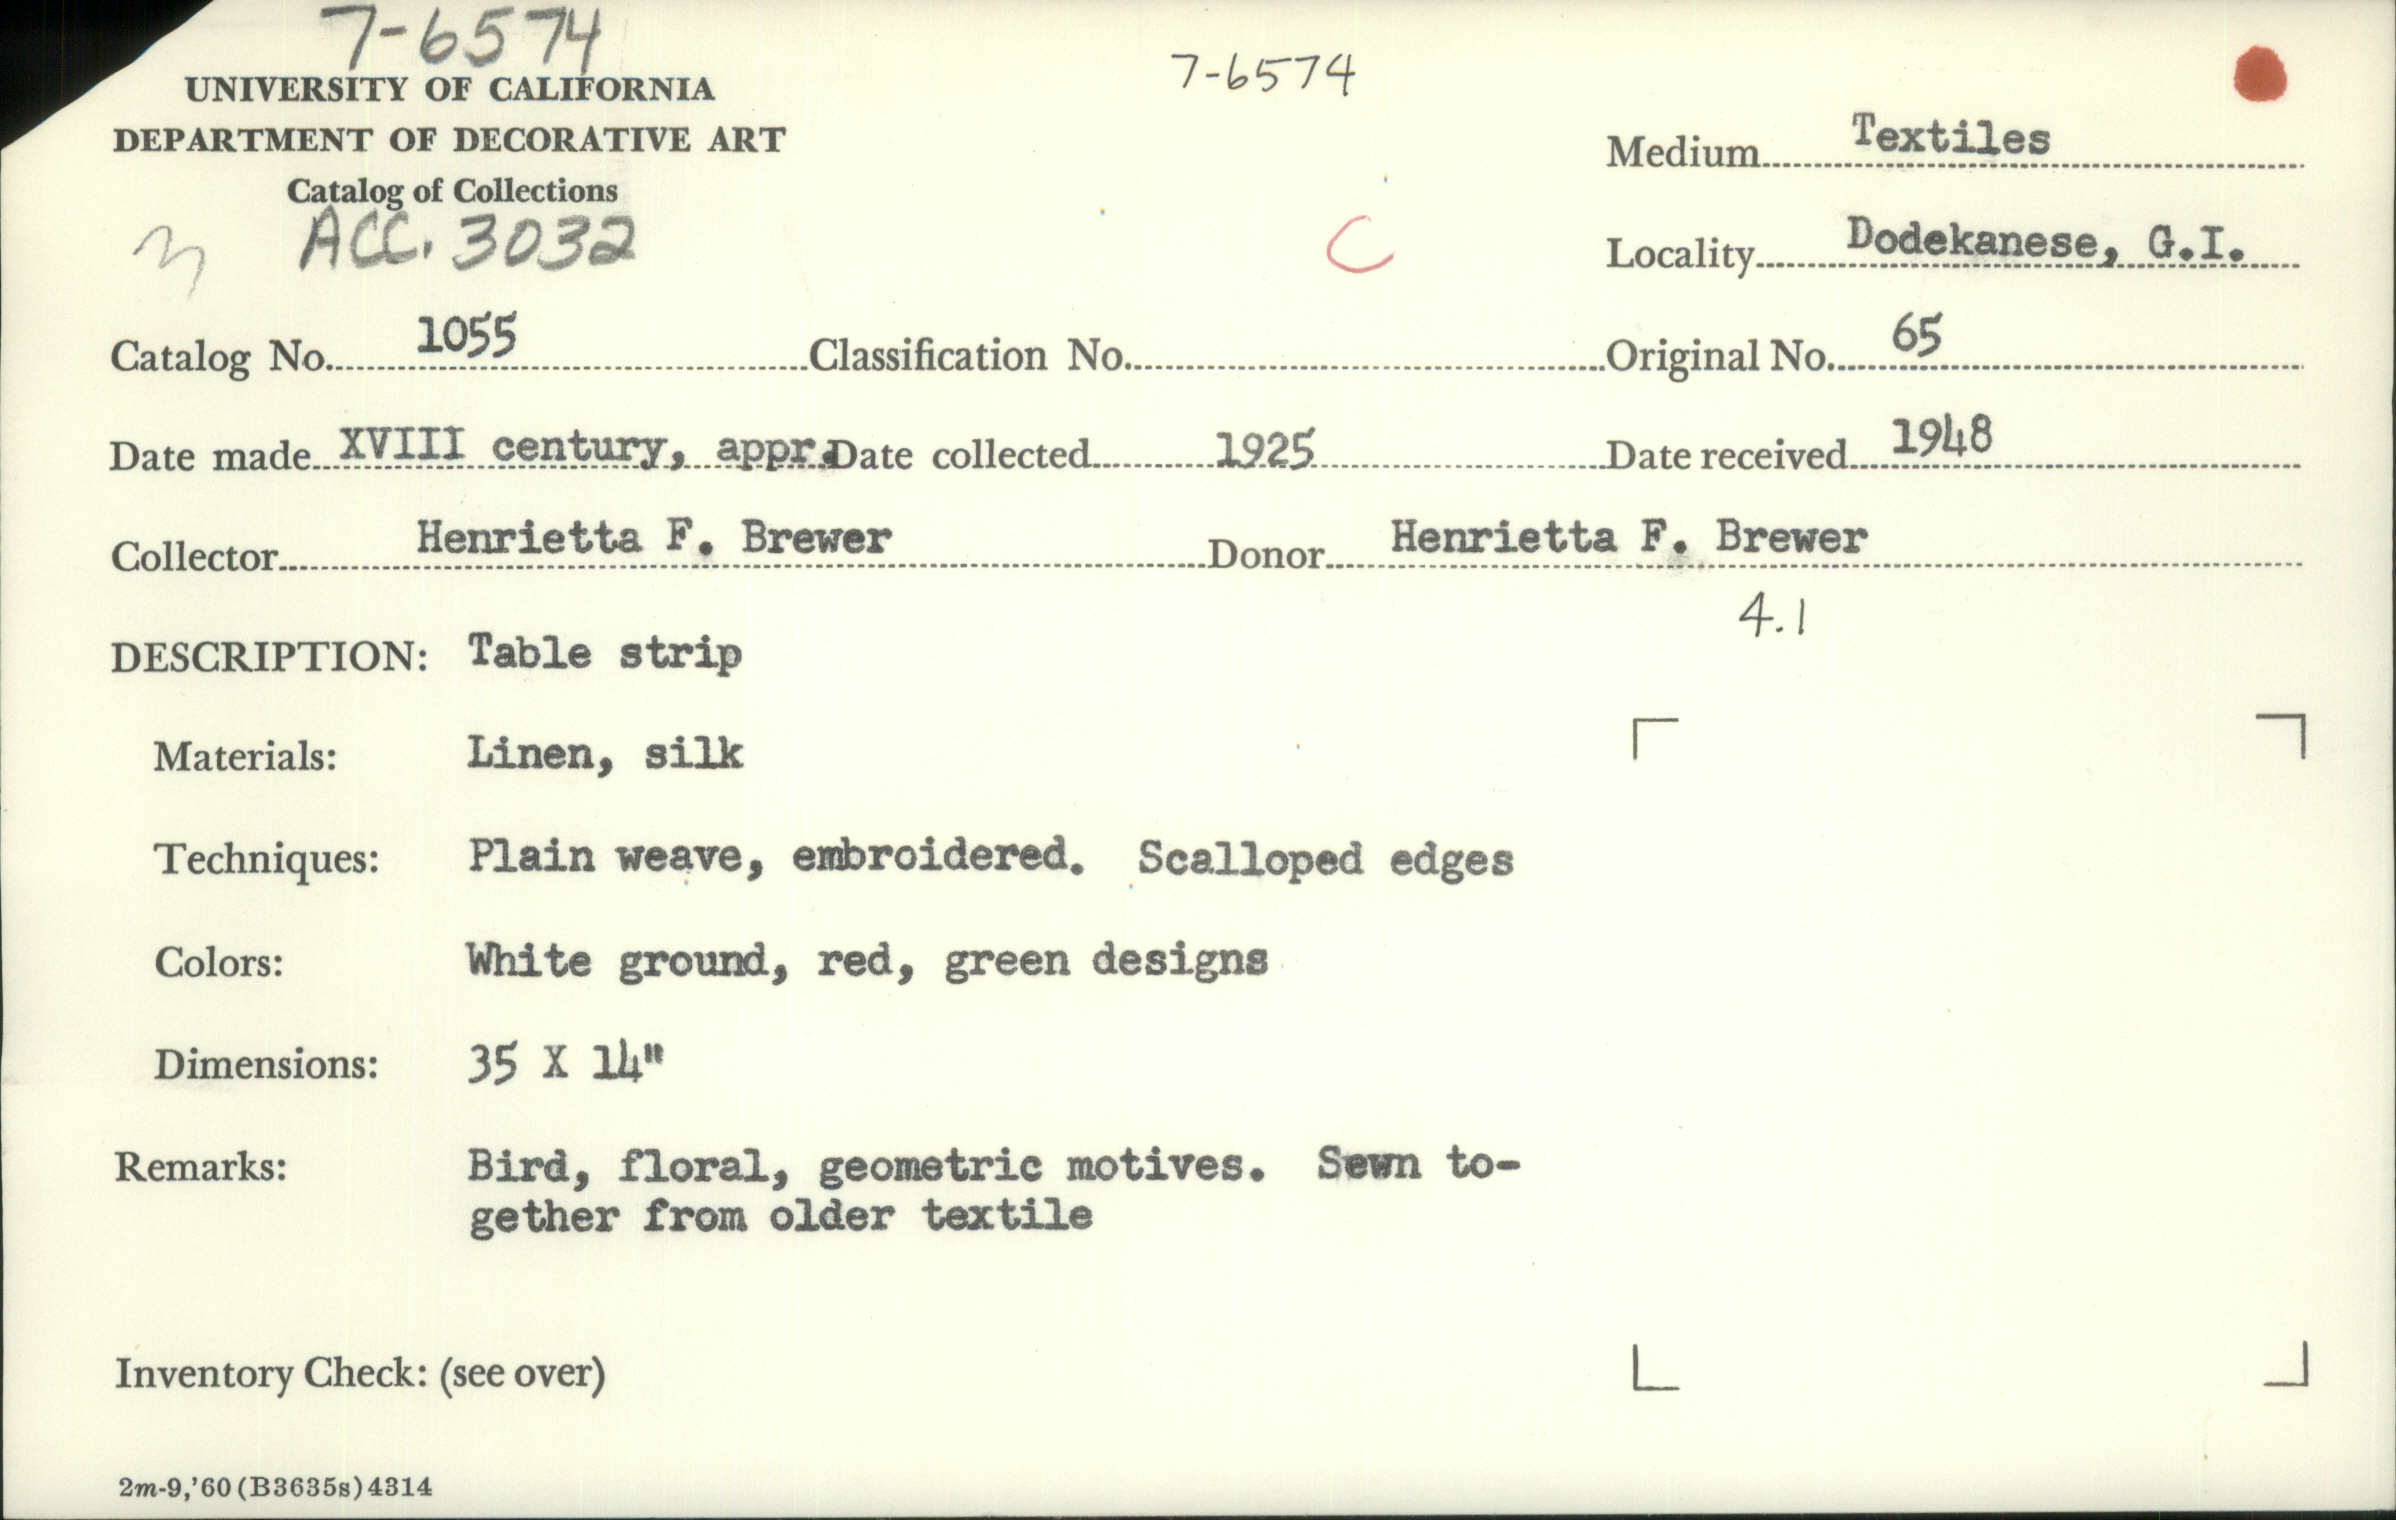 7-6574
7-6574
UNIVERSITY OF CALIFORNIA
DEPARTMENT OF DECORATIVE ART
Catalog of Collections
ACC. 3032
C
Medium Textiles
Locality Dodekanese, G.I.
Catalog No. 1055 Classification No. Original No. 65
Date made XVIII century, appr. Date collected 1925 Date received 1948
Collector Henrietta F. Brewer Donor Henrietta F. Brewer
4.1
DESCRIPTION: Table strip
Materials: Linen, silk
Techniques: Plain weave, embroidered. Scalloped edges
Colors: White ground, red, green designs
Dimensions: 35 X 14"
Remarks: Bird, floral, geometric motives. Sewn to-
gether from older textile
Inventory Check: (see over)
2m-9,'60(B3635s)4314